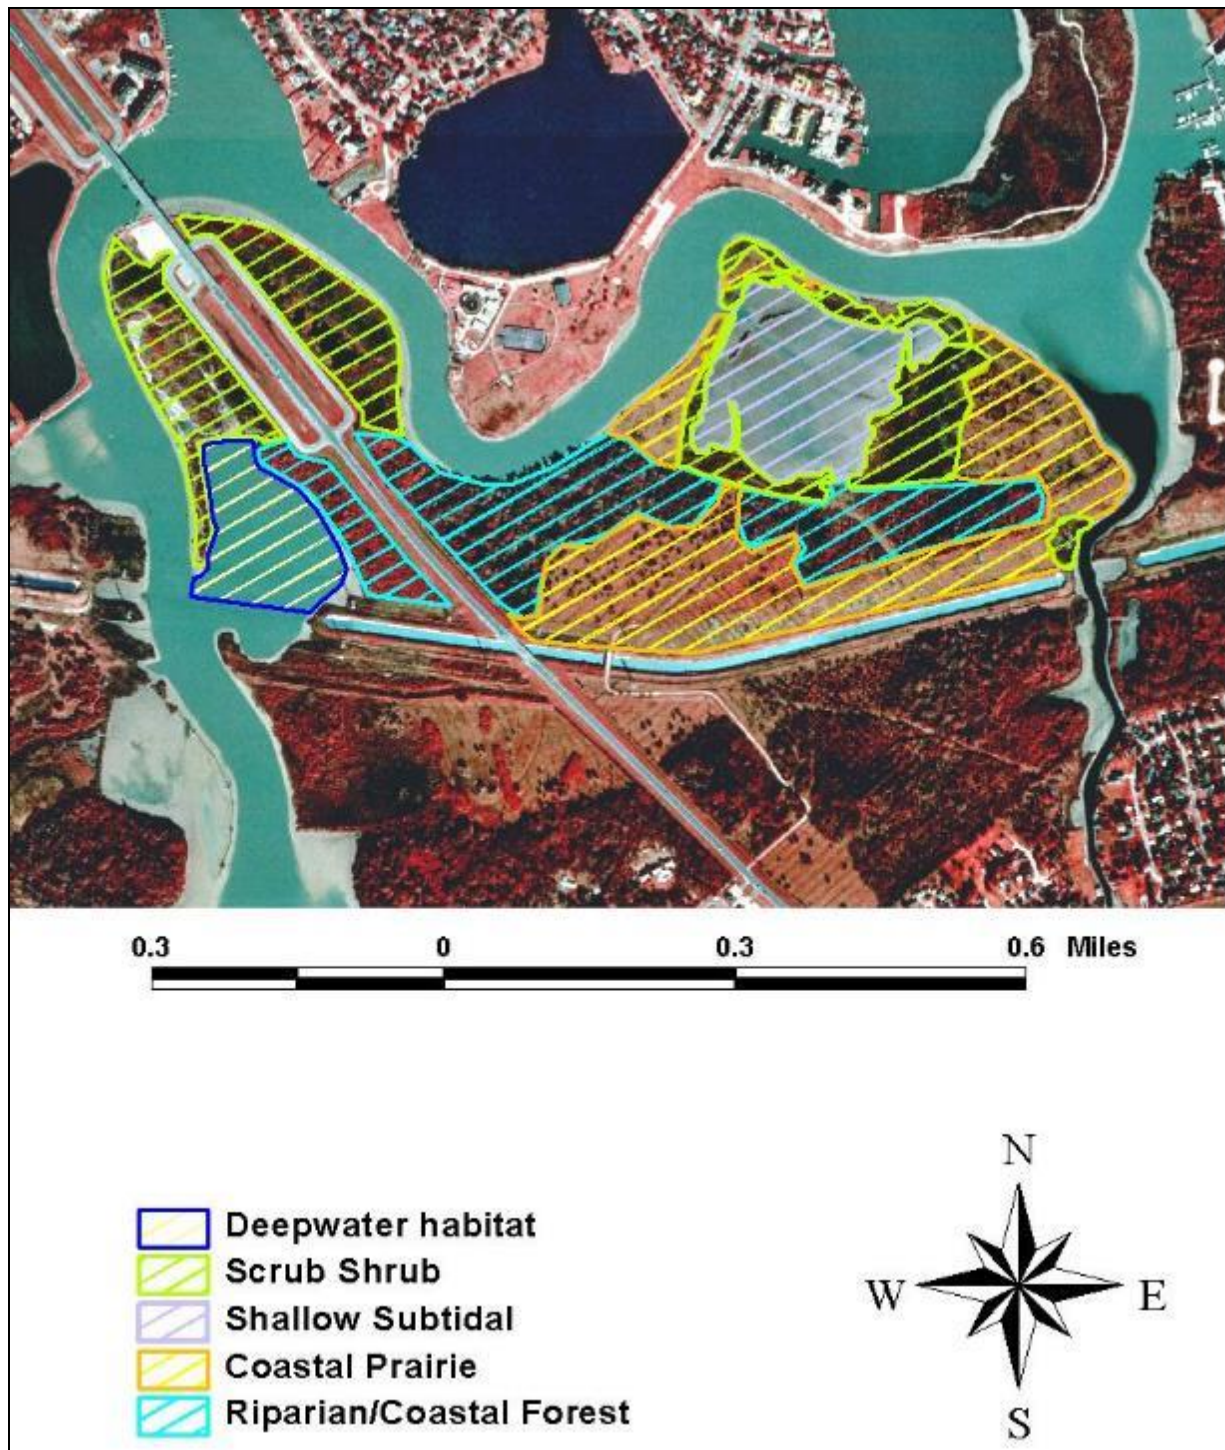 0.3 0 0.3 0.6 Miles
N
W E
S
Deepwater habitat
Scrub Shrub
Shallow Subtidal
Coastal Prairie
Riparian/Coastal Forest